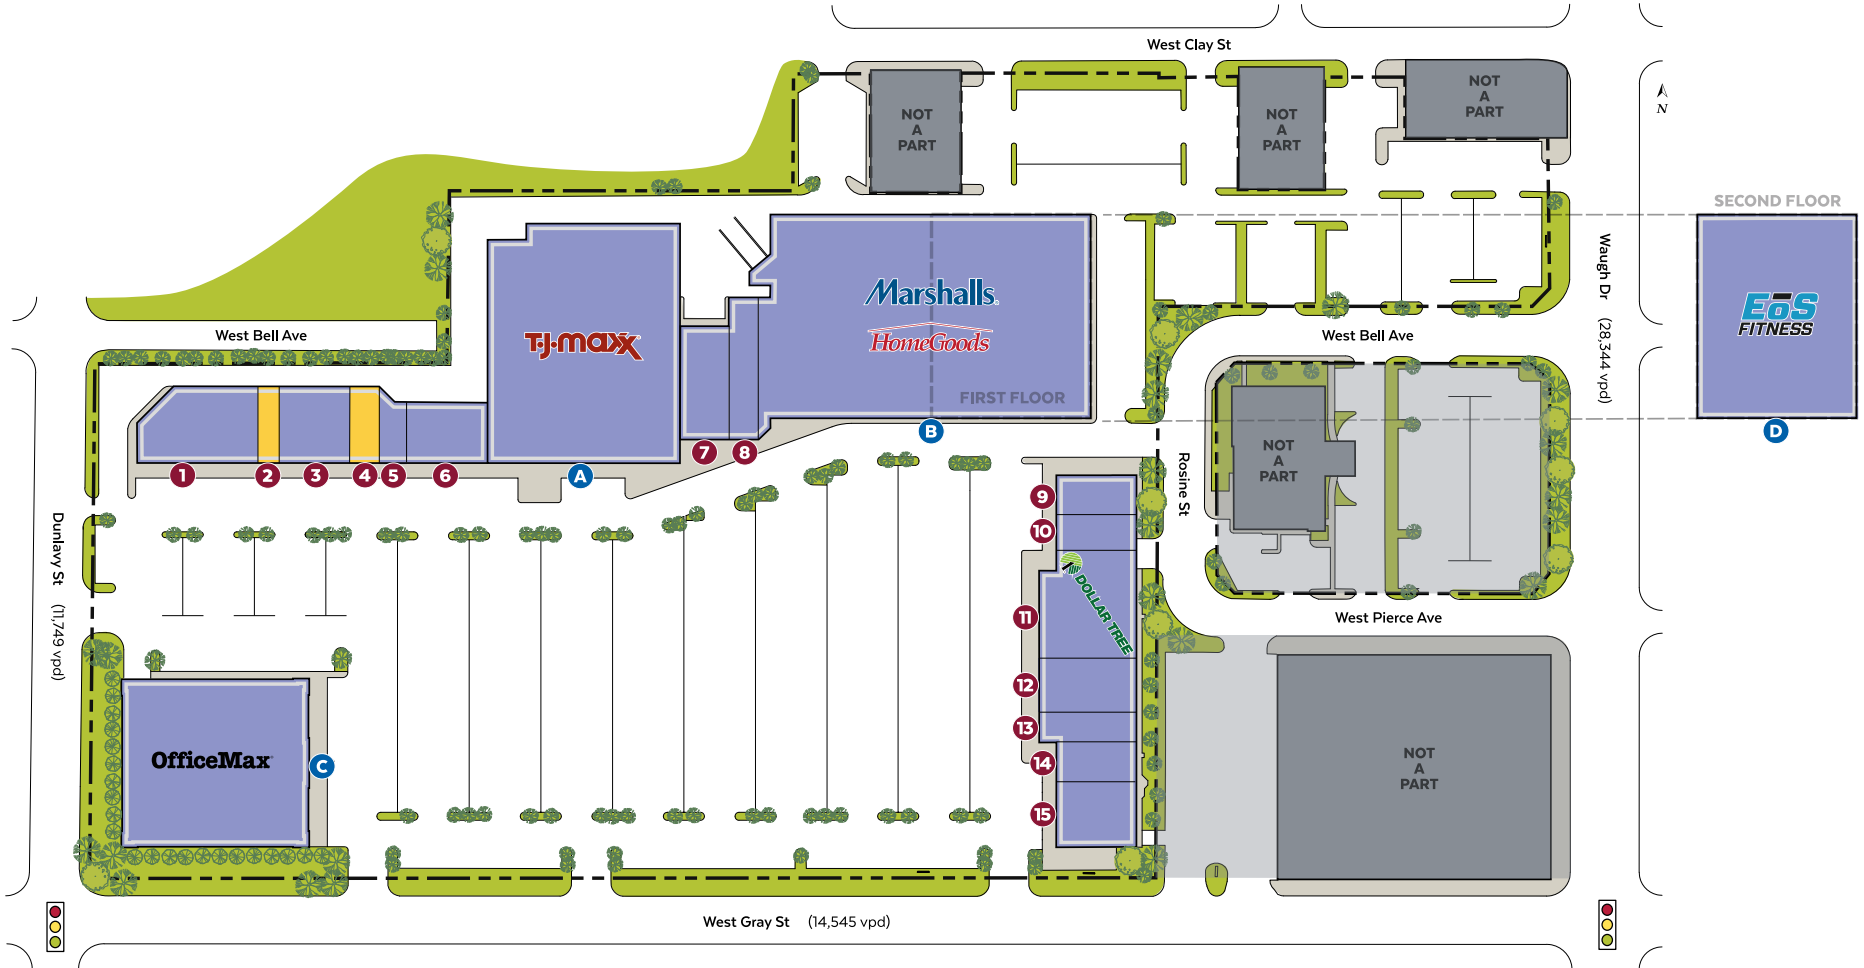 West Clay St
NOT
A
PART
NOT
A
PART
NOT
A
PART
N
SECOND FLOOR
Waugh Dr (28,344 vpd)
West Bell Ave
T·J·maxx
Marshalls
HomeGoods
FIRST FLOOR
West Bell Ave
EōS
FITNESS
1
2
3
4
5
6
A
7
8
B
D
NOT
A
PART
Rosine St
9
10
DOLLAR TREE
11
12
13
14
15
Dunlavy St (11,749 vpd)
West Pierce Ave
OfficeMax
C
NOT
A
PART
West Gray St (14,545 vpd)